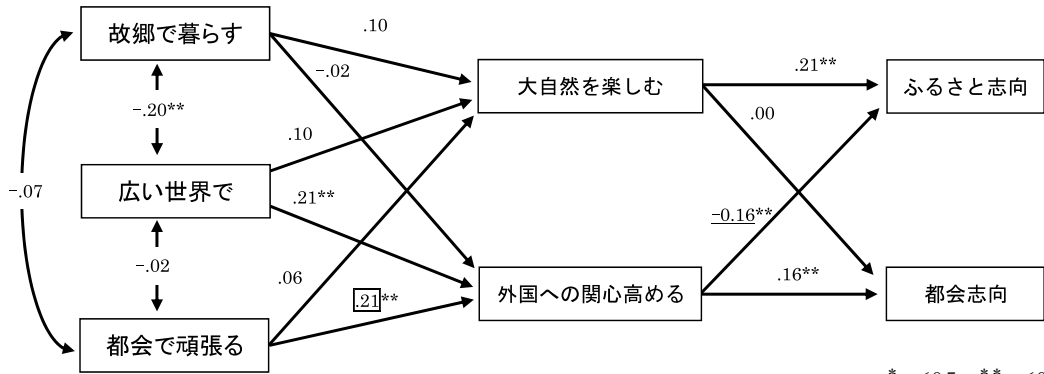 故郷で暮らす
.10
-.02
大自然を楽しむ
.21**
ふるさと志向
-.20**
.10
.00
広い世界で
-.07
.21**
-0.16**
-.02
.06
.21**
外国への関心高める
.16**
都会志向
都会で頑張る